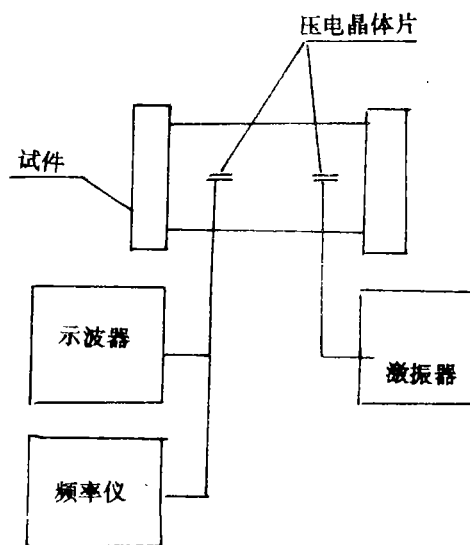 压电晶体片
试件
示波器
激振器
频率仪